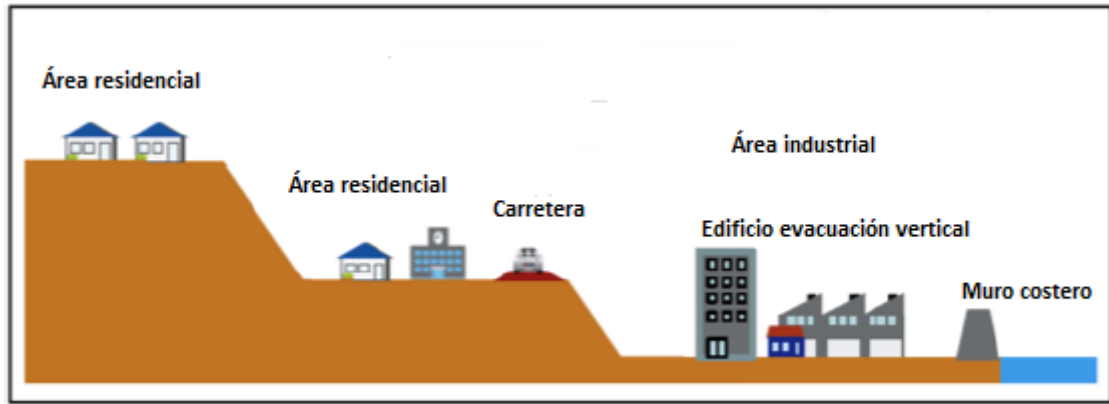 Área residencial
Área residencial
Carretera
Área industrial
Edificio evacuación vertical
Muro costero